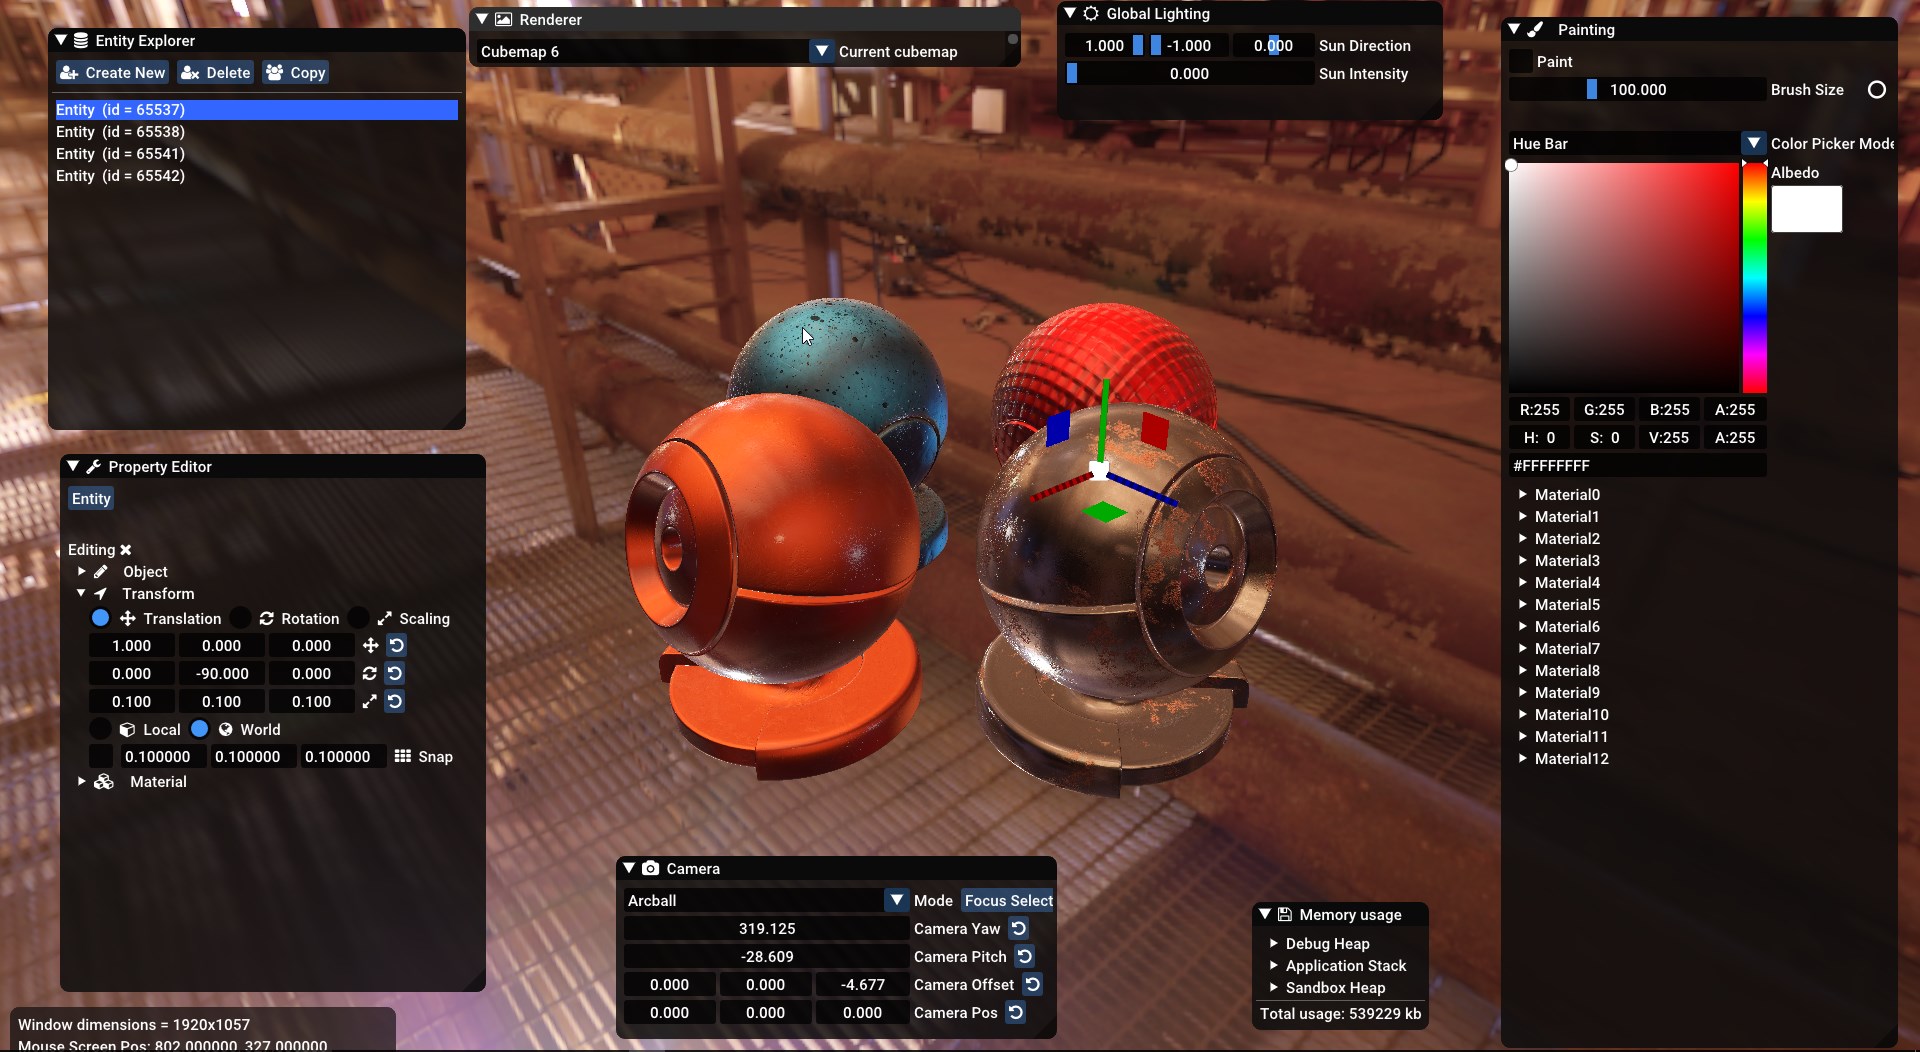 Entity Explorer
Create New Delete Copy
Entity (id = 65537)
Entity (id = 65538)
Entity (id = 65541)
Entity (id = 65542)
Renderer
Cubemap 6 Current cubemap
Global Lighting
1.000 -1.000 0.000 Sun Direction
0.000 Sun Intensity
Painting
Paint
100.000 Brush Size
Hue Bar Color Picker Mode
Albedo
R:255 G:255 B:255 A:255
H: 0 S: 0 V:255 A:255
#FFFFFFFF
Material0
Material1
Material2
Material3
Material4
Material5
Material6
Material7
Material8
Material9
Material10
Material11
Material12
Property Editor
Entity
Editing
Object
Transform
Translation Rotation Scaling
1.000 0.000 0.000
0.000 -90.000 0.000
0.100 0.100 0.100
Local World
0.100000 0.100000 0.100000 Snap
Material
Camera
Arcball Mode Focus Select
319.125 Camera Yaw
-28.609 Camera Pitch
0.000 0.000 -4.677 Camera Offset
0.000 0.000 0.000 Camera Pos
Memory usage
Debug Heap
Application Stack
Sandbox Heap
Total usage: 539229 kb
Window dimensions = 1920x1057
Mouse Screen Pos: 802.000000, 327.000000